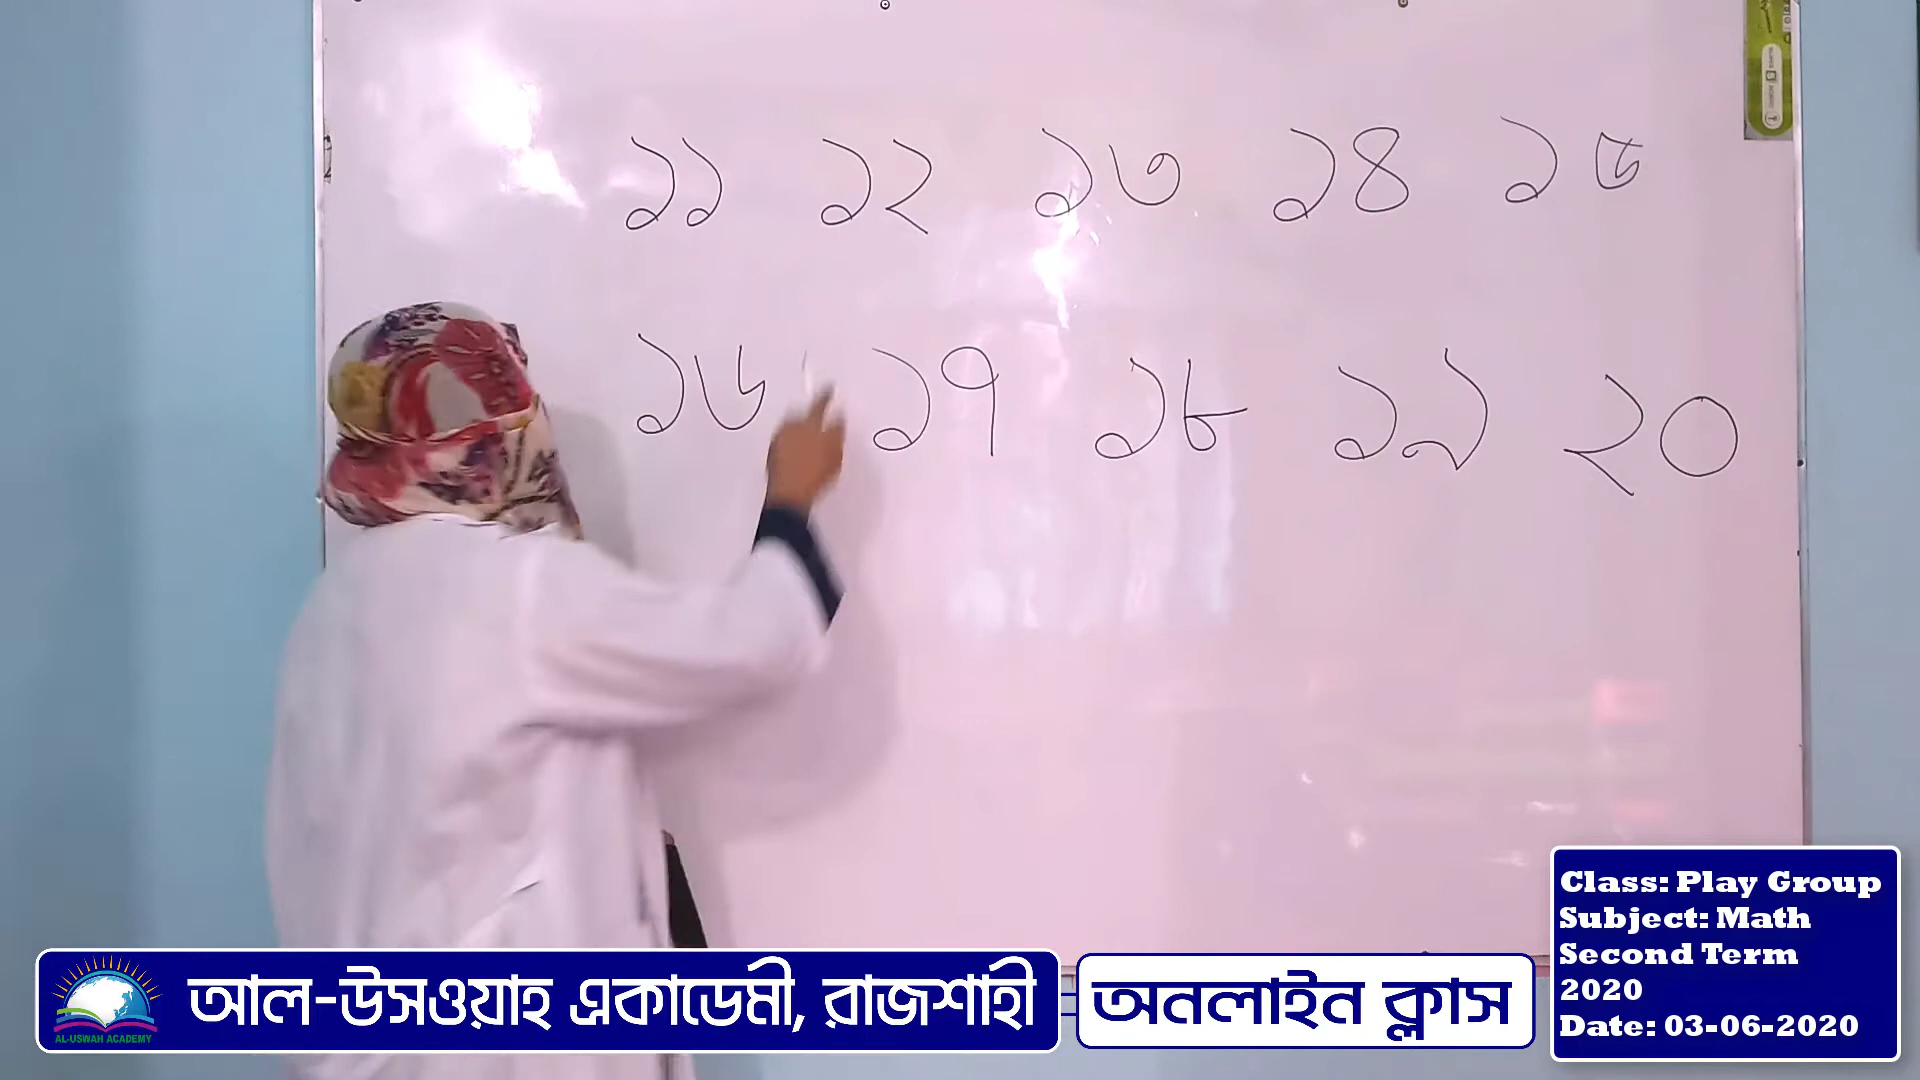 ১১ ১২ ১৩ ১৪ ১৫
১৬ ১৭ ১৮ ১৯ ২০
আল-উসওয়াহ একাডেমী, রাজশাহী
AL-USWAH ACADEMY
অনলাইন ক্লাস
Class: Play Group
Subject: Math
Second Term
2020
Date: 03-06-2020